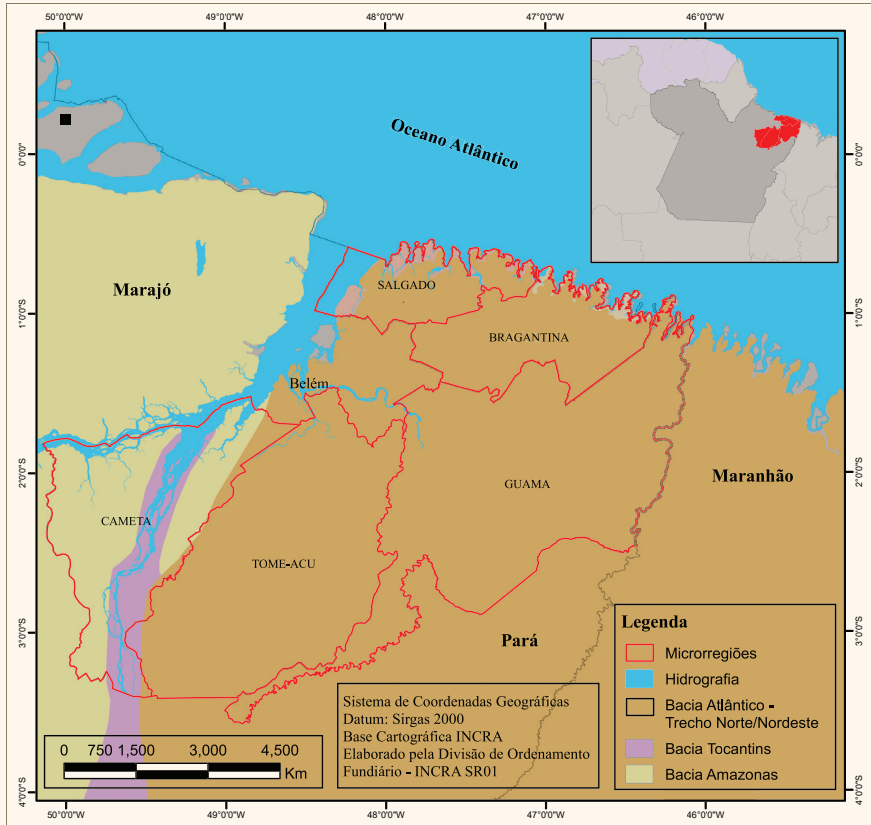 50°0'0"W 49°0'0"W 48°0'0"W 47°0'0"W 46°0'0"W
0°0'0"
0°0'0"
1°0'0"S
1°0'0"S
2°0'0"S
2°0'0"S
3°0'0"S
3°0'0"S
4°0'0"S
4°0'0"S
Oceano Atlântico
Marajó
SALGADO
BRAGANTINA
Belém
Maranhão
GUAMA
CAMETA
TOME-ACU
Pará
Legenda
Microrregiões
Hidrografia
Bacia Atlântico -
Trecho Norte/Nordeste
Bacia Tocantins
Bacia Amazonas
Sistema de Coordenadas Geográficas
Datum: Sirgas 2000
Base Cartográfica INCRA
Elaborado pela Divisão de Ordenamento
Fundiário - INCRA SR01
0 750 1,500 3,000 4,500
Km
50°0'0"W 49°0'0"W 48°0'0"W 47°0'0"W 46°0'0"W